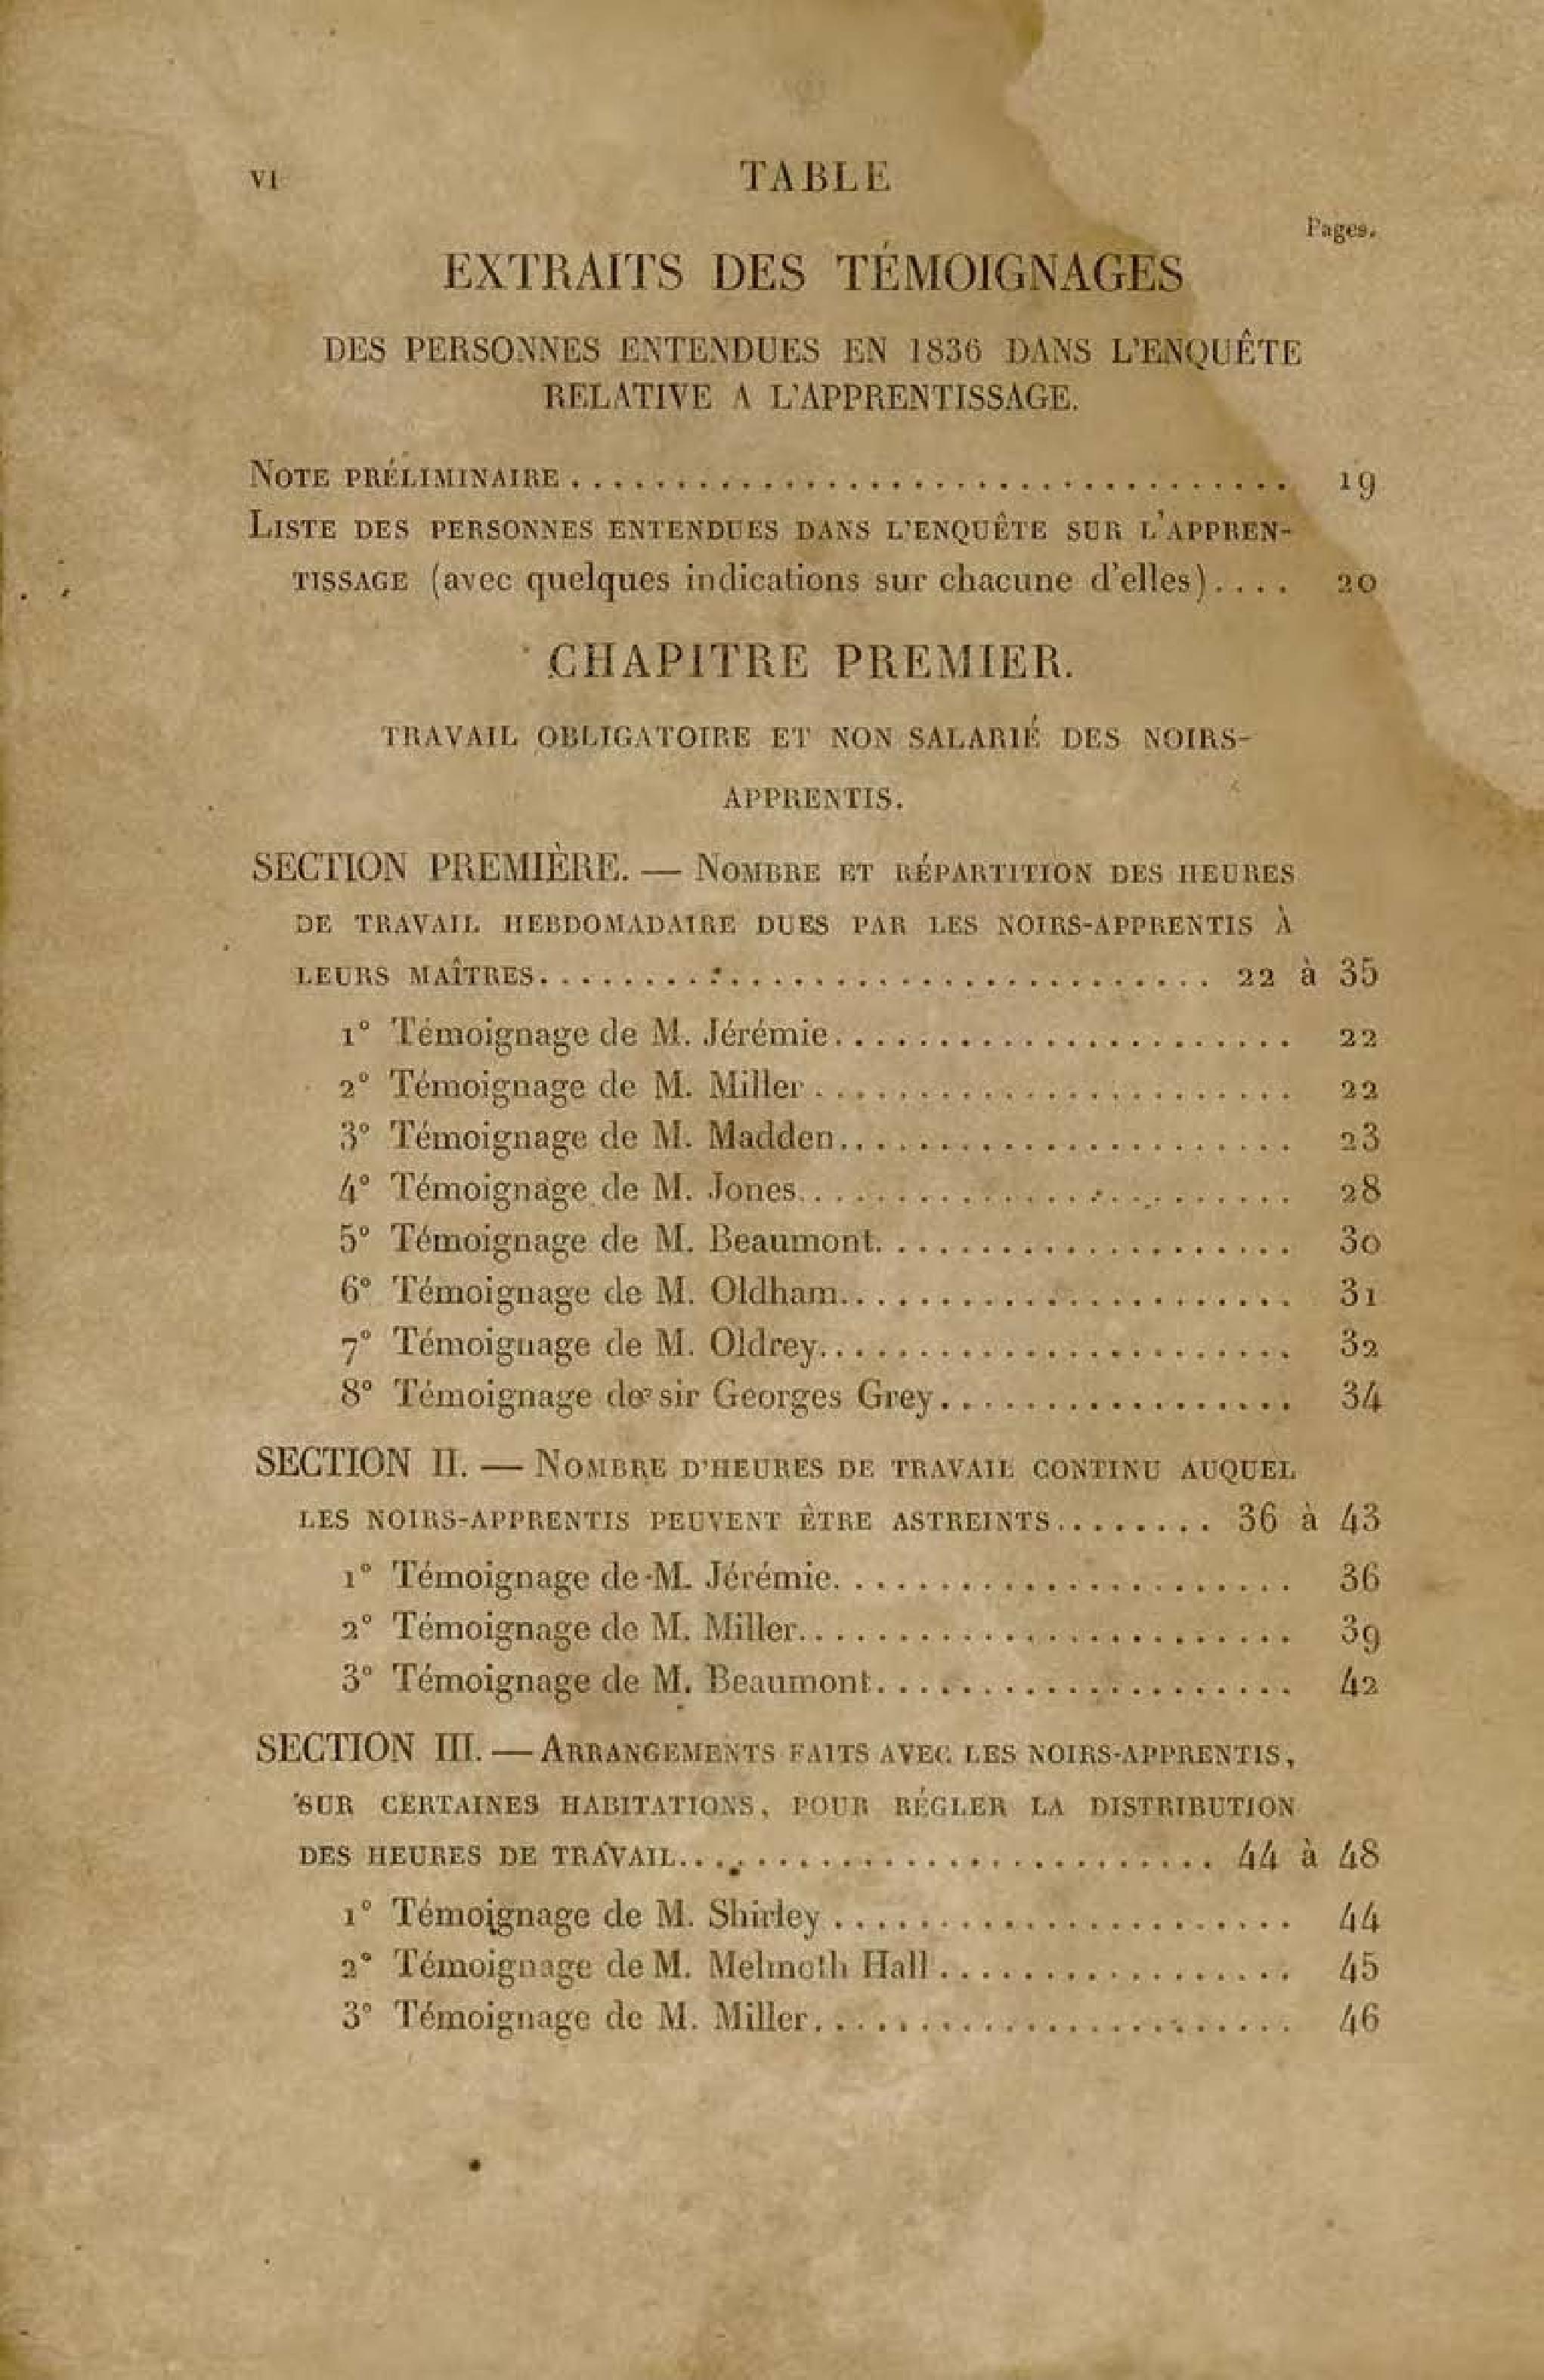 VI TABLE
Pages.
EXTRAITS DES TÉMOIGNAGES
DES PERSONNES ENTENDUES EN 1836 DANS L'ENQUÊTE
RELATIVE A L'APPRENTISSAGE.
NOTE PRÉLIMINAIRE.................................. 19
LISTE DES PERSONNES ENTENDUES DANS L'ENQUÊTE SUR L'APPREN-
TISSAGE (avec quelques indications sur chacune d'elles).... 20
CHAPITRE PREMIER.
TRAVAIL OBLIGATOIRE ET NON SALARIÉ DES NOIRS-
APPRENTIS.
SECTION PREMIÈRE. — NOMBRE ET RÉPARTITION DES HEURES
DE TRAVAIL HEBDOMADAIRE DUES PAR LES NOIRS-APPRENTIS À
LEURS MAÎTRES................................ 22 à 35
1° Témoignage de M. Jérémie...................... 22
2° Témoignage de M. Miller....................... 22
3° Témoignage de M. Madden...................... 23
4° Témoignage de M. Jones........................ 28
5° Témoignage de M. Beaumont.................... 30
6° Témoignage de M. Oldham...................... 31
7° Témoignage de M. Oldrey....................... 32
8° Témoignage de sir Georges Grey................. 34
SECTION II. — NOMBRE D'HEURES DE TRAVAIL CONTINU AUQUEL
LES NOIRS-APPRENTIS PEUVENT ÊTRE ASTREINTS........ 36 à 43
1° Témoignage de M. Jérémie...................... 36
2° Témoignage de M. Miller........................ 39
3° Témoignage de M. Beaumont.................... 42
SECTION III. — ARRANGEMENTS FAITS AVEC LES NOIRS-APPRENTIS,
SUR CERTAINES HABITATIONS, POUR RÉGLER LA DISTRIBUTION
DES HEURES DE TRAVAIL......................... 44 à 48
1° Témoignage de M. Shirley...................... 44
2° Témoignage de M. Melmoth Hall................. 45
3° Témoignage de M. Miller....................... 46